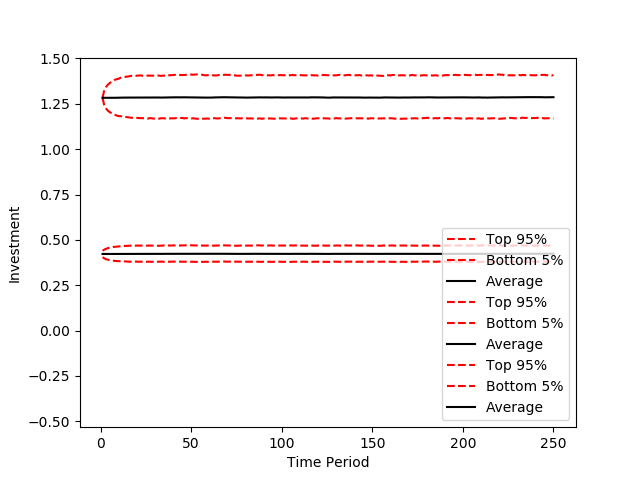 1.50
1.25
1.00
0.75
0.50
0.25
0.00
−0.25
−0.50
Investment
0
50
100
150
200
250
Time Period
Top 95%
Bottom 5%
Average
Top 95%
Bottom 5%
Average
Top 95%
Bottom 5%
Average